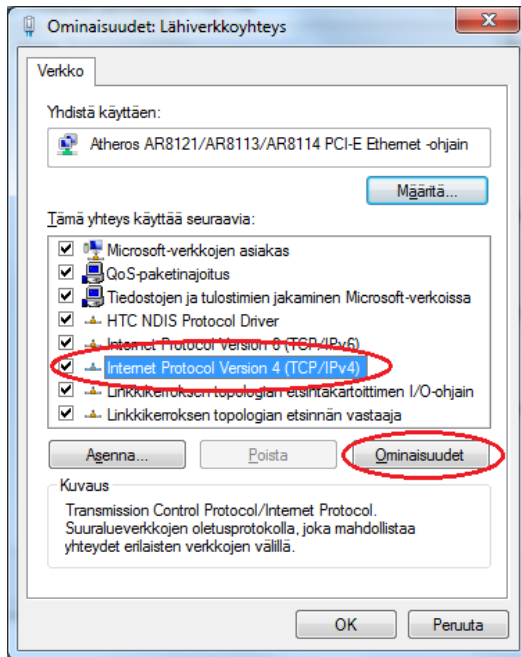 Ominaisuudet: Lähiverkkoyhteys
Verkko
Yhdistä käyttäen:
Atheros AR8121/AR8113/AR8114 PCI-E Ethernet -ohjain
Määritä...
Tämä yhteys käyttää seuraavia:
Microsoft-verkkojen asiakas
QoS-paketinajoitus
Tiedostojen ja tulostimien jakaminen Microsoft-verkoissa
HTC NDIS Protocol Driver
Internet Protocol Version 6 (TCP/IPv6)
Internet Protocol Version 4 (TCP/IPv4)
Linkkikerroksen topologian etsintäkartoittimen I/O-ohjain
Linkkikerroksen topologian etsinnän vastaaja
Asenna...
Poista
Ominaisuudet
Kuvaus
Transmission Control Protocol/Internet Protocol.
Suuralueverkkojen oletusprotokolla, joka mahdollistaa
yhteydet erilaisten verkkojen välillä.
OK
Peruuta